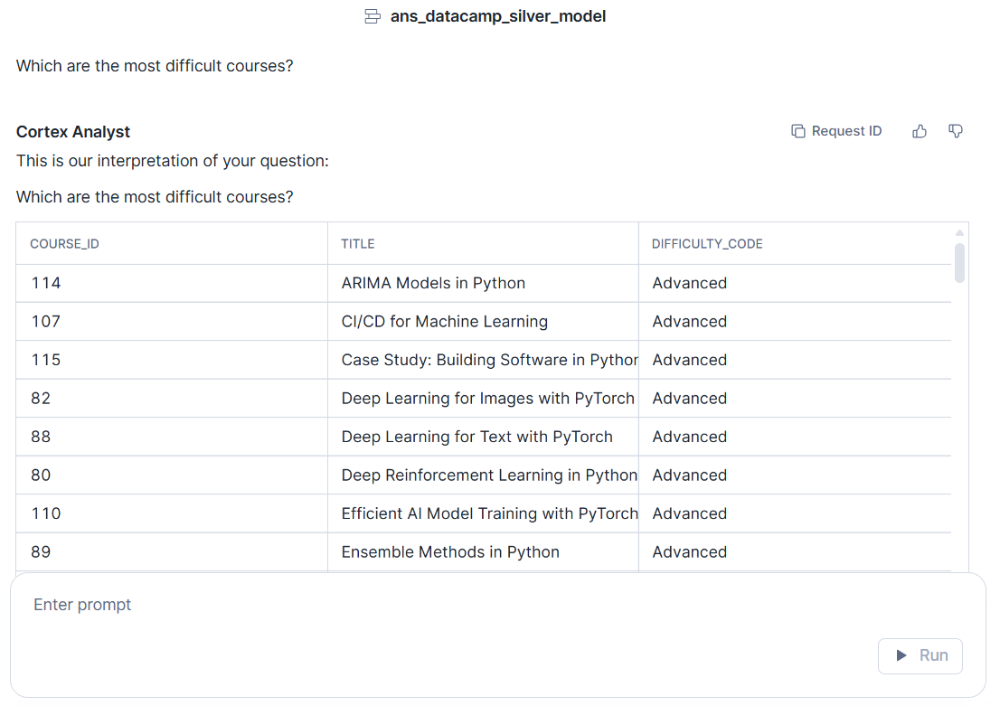 ans_datacamp_silver_model
Which are the most difficult courses?
Cortex Analyst
Request ID
This is our interpretation of your question:
Which are the most difficult courses?
COURSE_ID TITLE DIFFICULTY_CODE
114 ARIMA Models in Python Advanced
107 CI/CD for Machine Learning Advanced
115 Case Study: Building Software in Python Advanced
82 Deep Learning for Images with PyTorch Advanced
88 Deep Learning for Text with PyTorch Advanced
80 Deep Reinforcement Learning in Python Advanced
110 Efficient AI Model Training with PyTorch Advanced
89 Ensemble Methods in Python Advanced
Enter prompt
Run